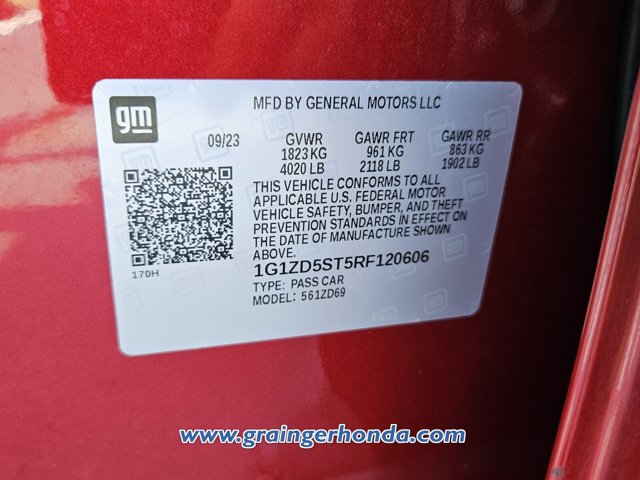 gm
MFD BY GENERAL MOTORS LLC
09/23 GVWR GAWR FRT GAWR RR
1823 KG 961 KG 863 KG
4020 LB 2118 LB 1902 LB
THIS VEHICLE CONFORMS TO ALL
APPLICABLE U.S. FEDERAL MOTOR
VEHICLE SAFETY, BUMPER, AND THEFT
PREVENTION STANDARDS IN EFFECT ON
THE DATE OF MANUFACTURE SHOWN
ABOVE.
170H
1G1ZD5ST5RF120606
TYPE: PASS CAR
MODEL: 561ZD69
www.graingerhonda.com